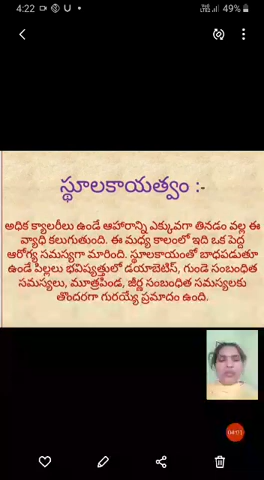 4:22
49%
స్థూలకాయత్వం :-
అధిక క్యాలరీలు ఉండే ఆహారాన్ని ఎక్కువగా తినడం వల్ల ఈ
వ్యాధి కలుగుతుంది. ఈ మధ్య కాలంలో ఇది ఒక పెద్ద
ఆరోగ్య సమస్యగా మారింది. స్థూలకాయంతో బాధపడుతూ
ఉండే పిల్లలు భవిష్యత్తులో డయాబెటిస్, గుండె సంబంధిత
సమస్యలు, మూత్రపిండ, జీర్ణ సంబంధిత సమస్యలకు
తొందరగా గురయ్యే ప్రమాదం ఉంది.